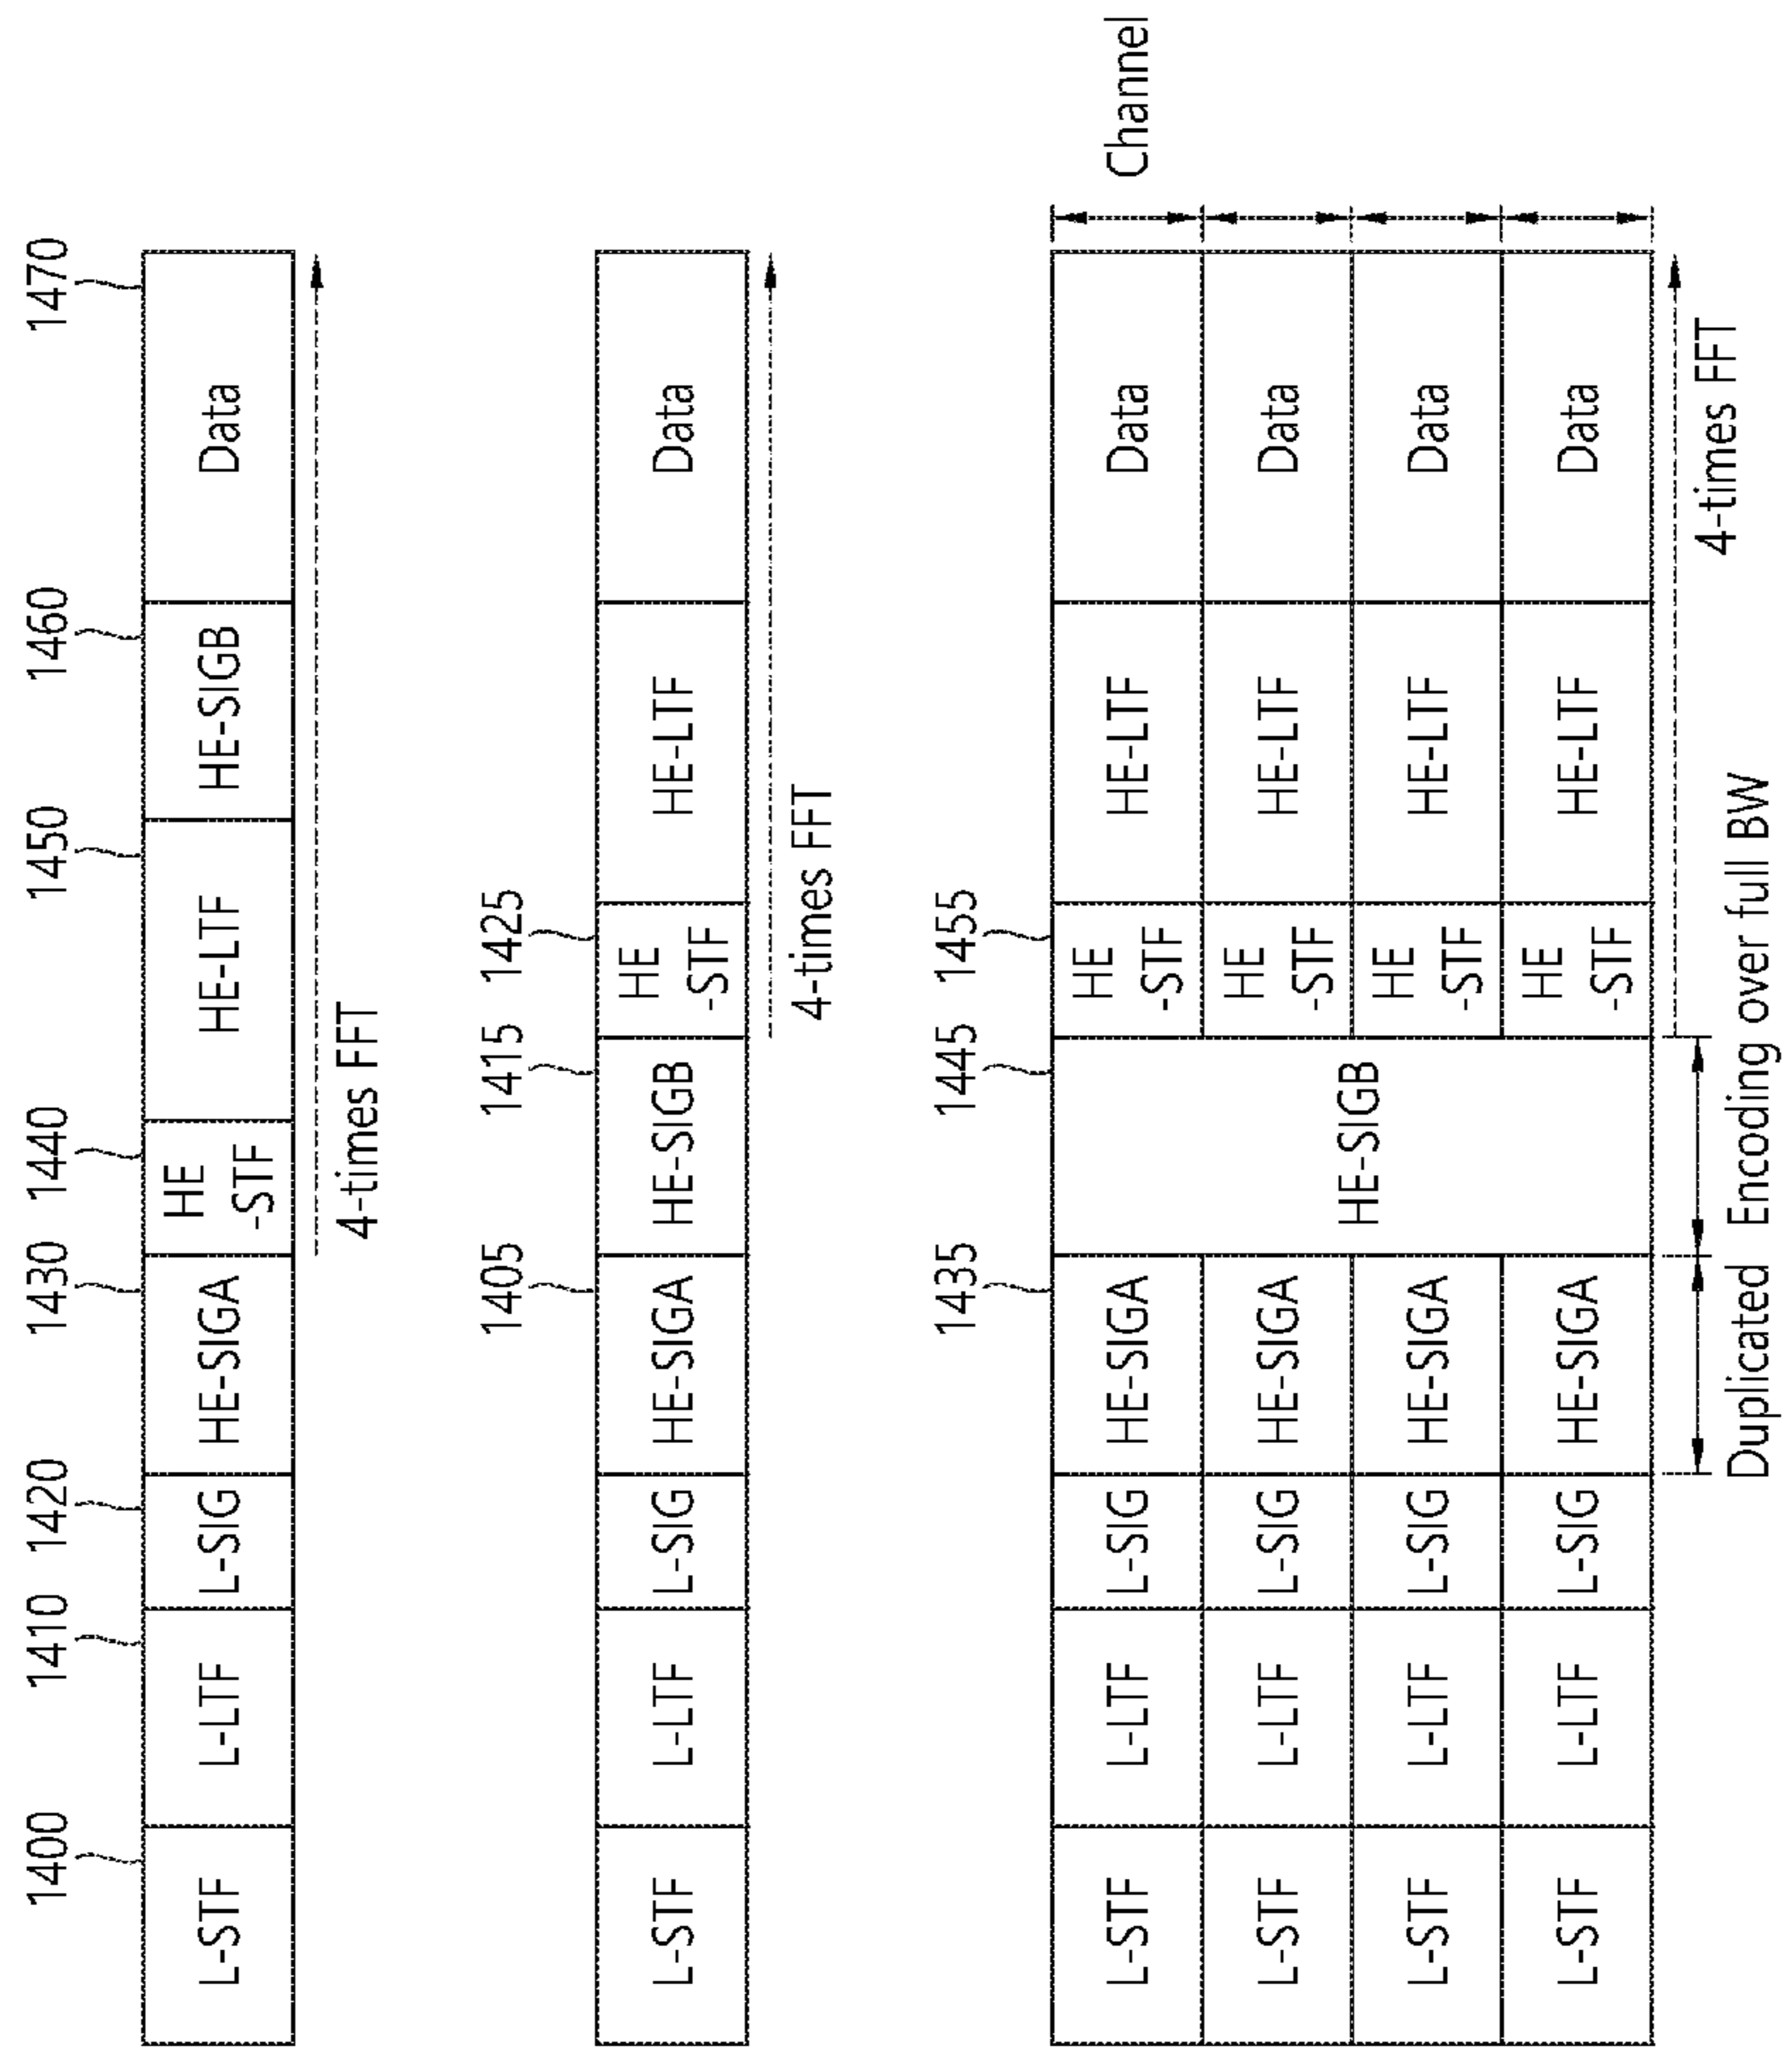 1400 1410 1420 1430 1440 1450 1460 1470
L-STF L-LTF L-SIG HE-SIGA HE -STF HE-LTF HE-SIGB Data
4-times FFT
1405 1415 1425
L-STF L-LTF L-SIG HE-SIGA HE-SIGB HE -STF HE-LTF Data
4-times FFT
1435 1445 1455
Channel
L-STF L-LTF L-SIG HE-SIGA HE -STF HE-LTF Data
L-STF L-LTF L-SIG HE-SIGA HE -STF HE-LTF Data
HE-SIGB
L-STF L-LTF L-SIG HE-SIGA HE -STF HE-LTF Data
L-STF L-LTF L-SIG HE-SIGA HE -STF HE-LTF Data
4-times FFT
Duplicated Encoding over full BW